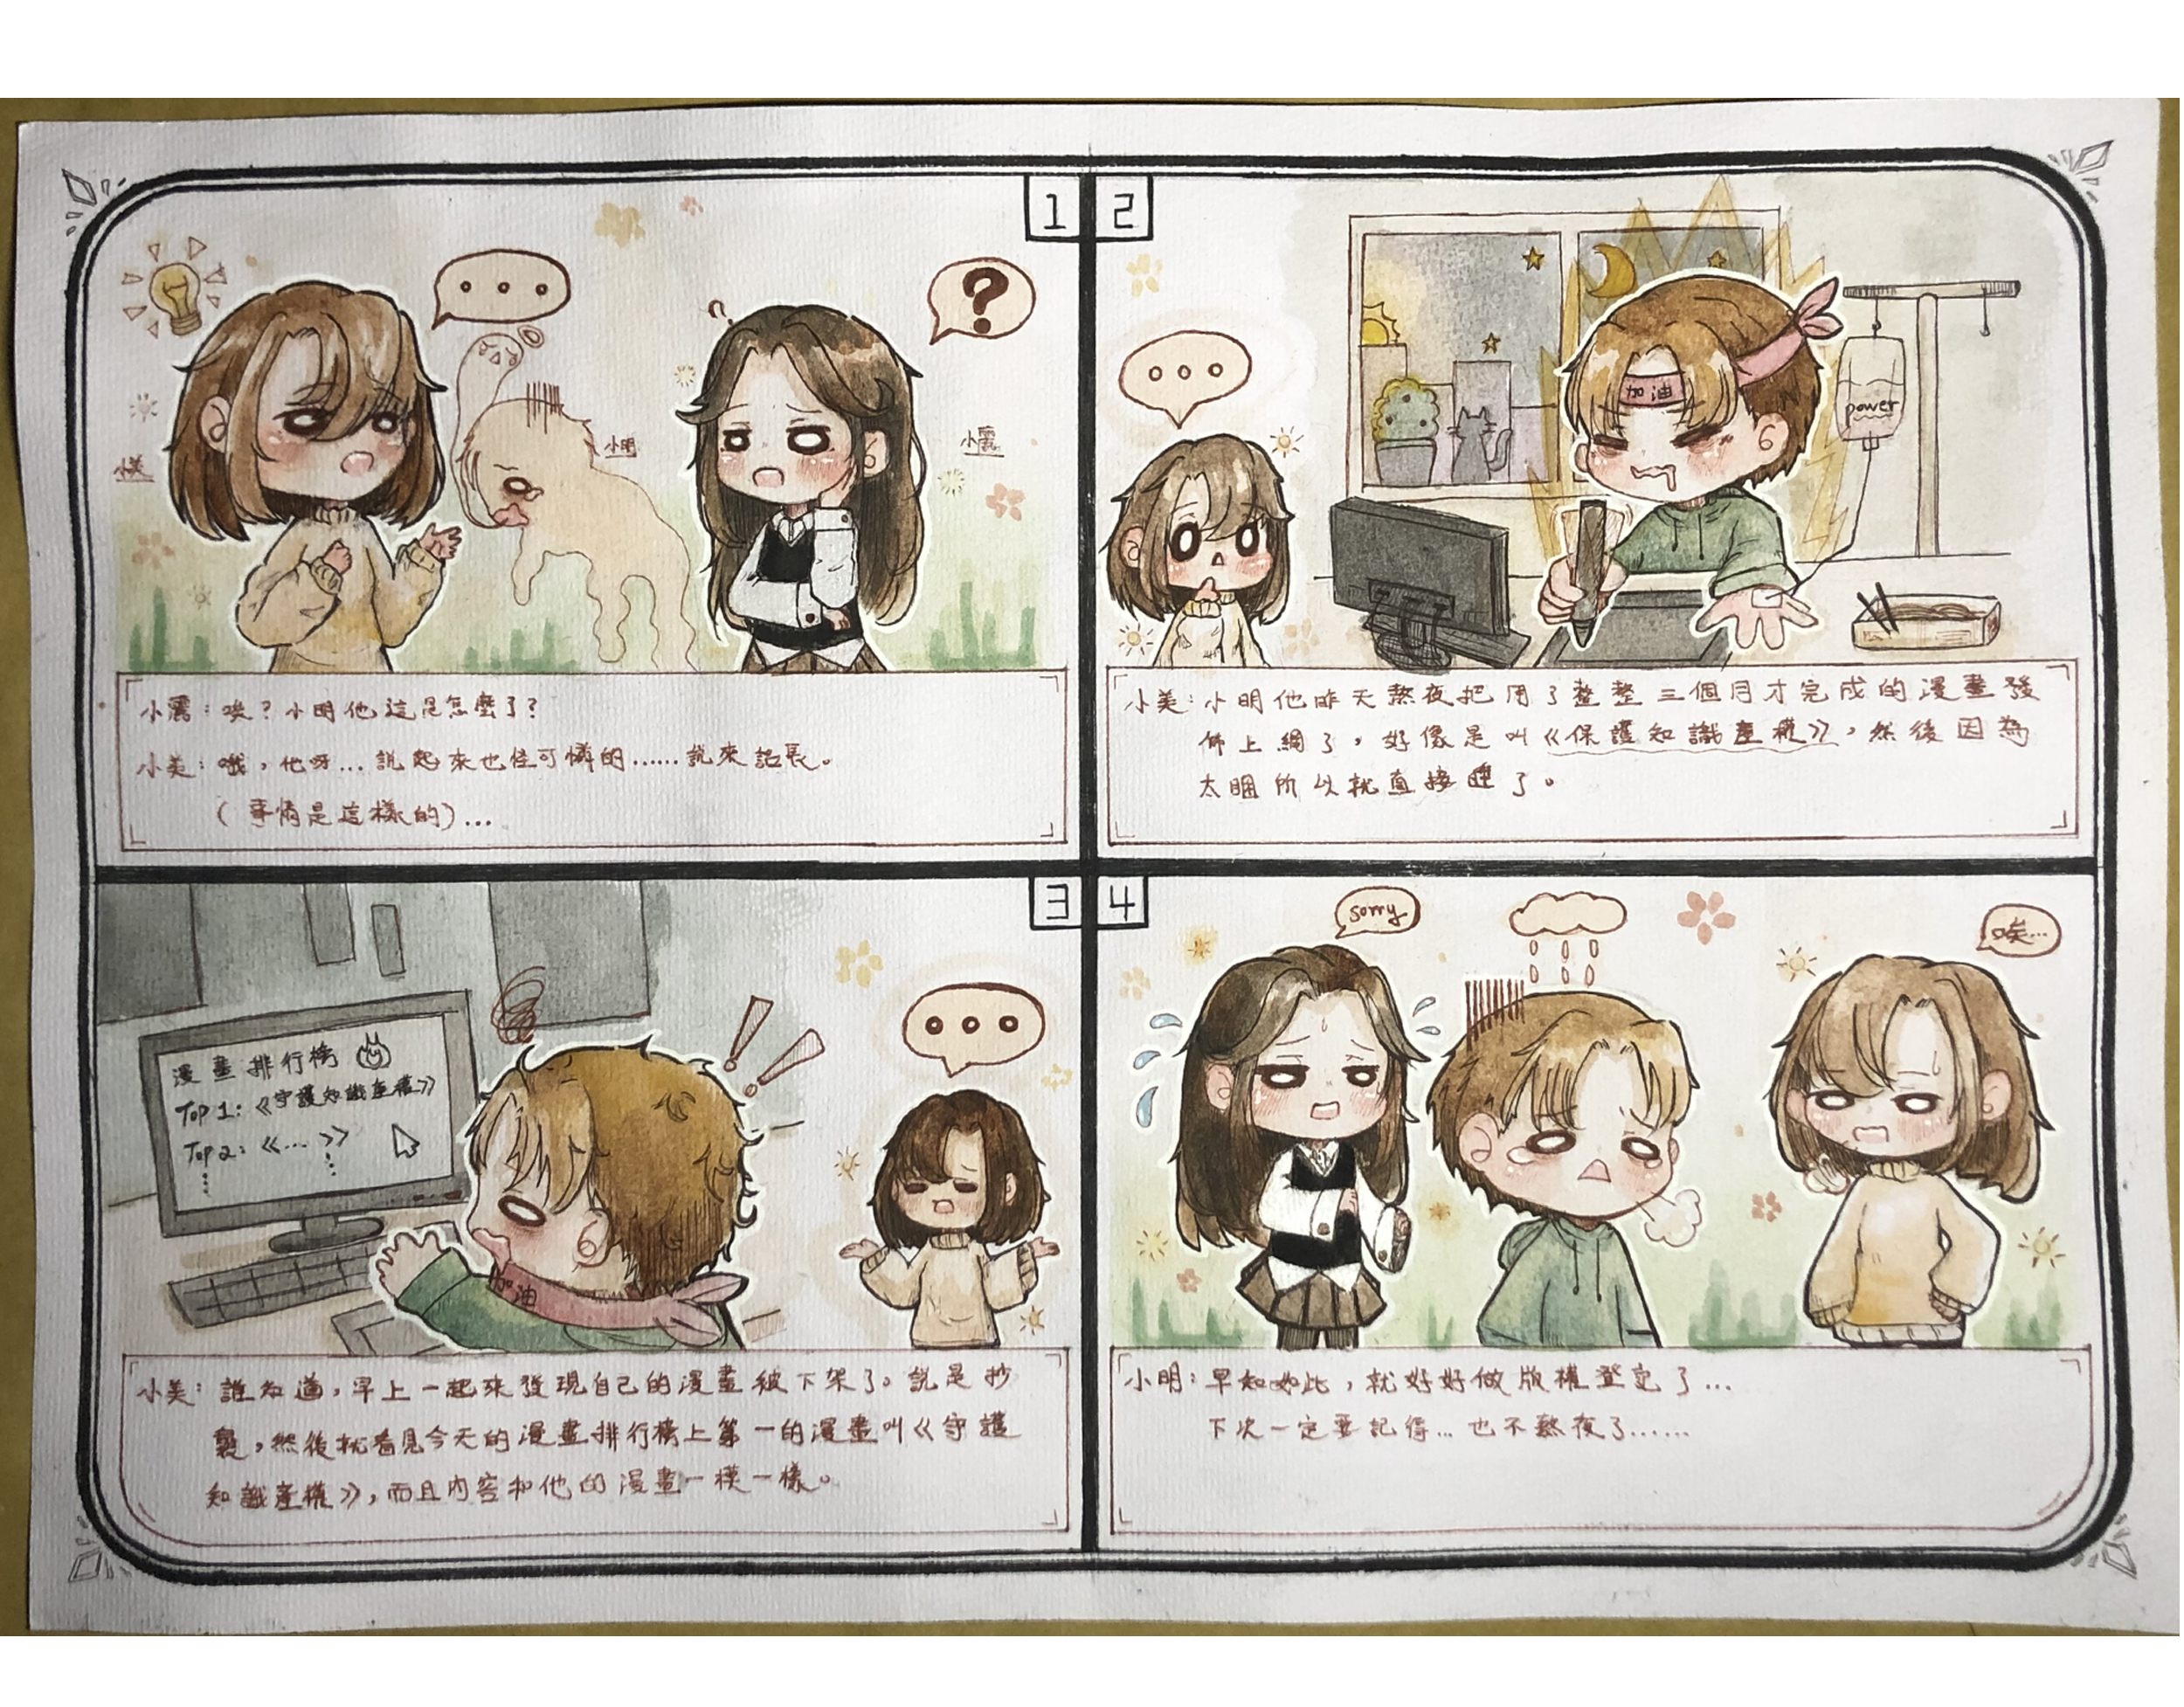 1
?
小美
小明
小露
小露：唉？小明他這是怎麼了？
小美：哦，他呀...說起來也怪可憐的......說來話長。
（事情是這樣的）...
2
加油
power
小美：小明他昨天熬夜把用了整整三個月才完成的漫畫發
佈上網了，好像是叫《保護知識產權》，然後因為
太睏所以就直接睡了。
3
漫畫排行榜
Top 1：《守護知識產權》
Top 2：《...》
加油
小美：誰知道，早上一起來發現自己的漫畫被下架了。說是抄
襲，然後就看見今天的漫畫排行榜上第一的漫畫叫《守護
知識產權》，而且內容和他的漫畫一模一樣。
4
sorry
唉...
小明：早知如此，就好好做版權登記了...
下次一定要記得...也不熬夜了......